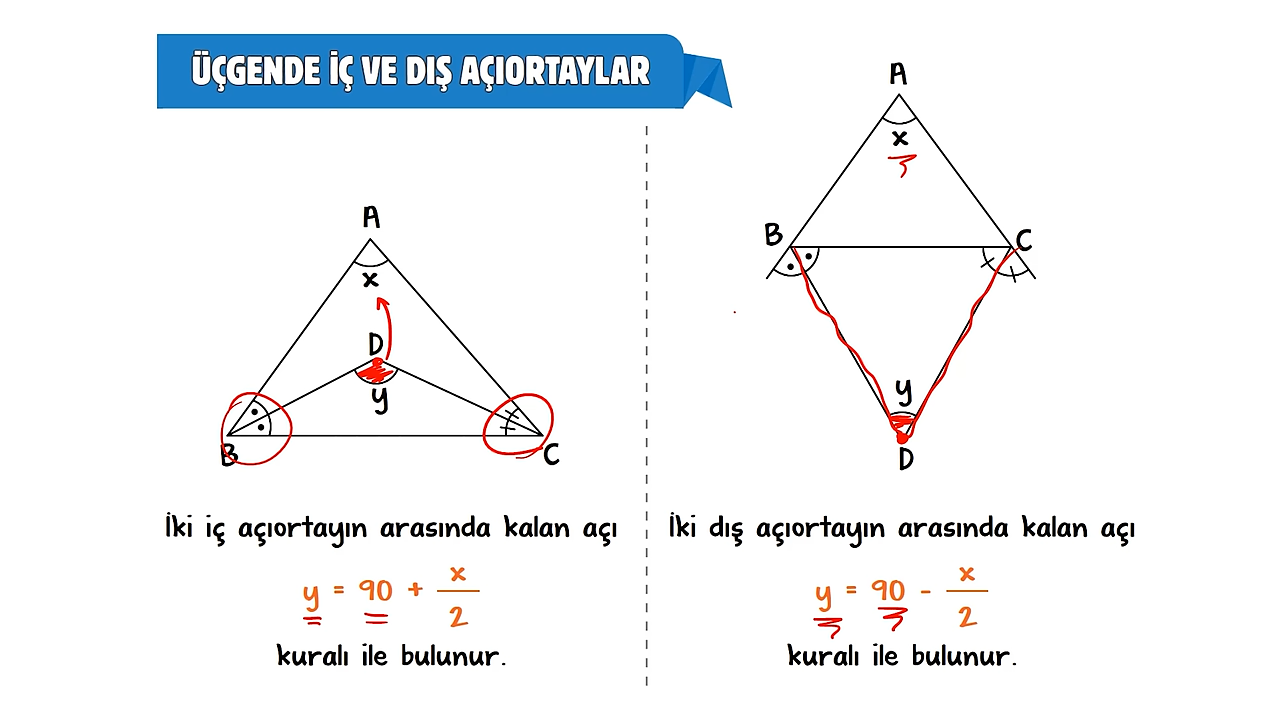 ÜÇGENDE İÇ VE DIŞ AÇIORTAYLAR
A
x
D
y
B
C
İki iç açıortayın arasında kalan açı
y = 90 + x/2
kuralı ile bulunur.
A
x
B
C
y
D
İki dış açıortayın arasında kalan açı
y = 90 - x/2
kuralı ile bulunur.